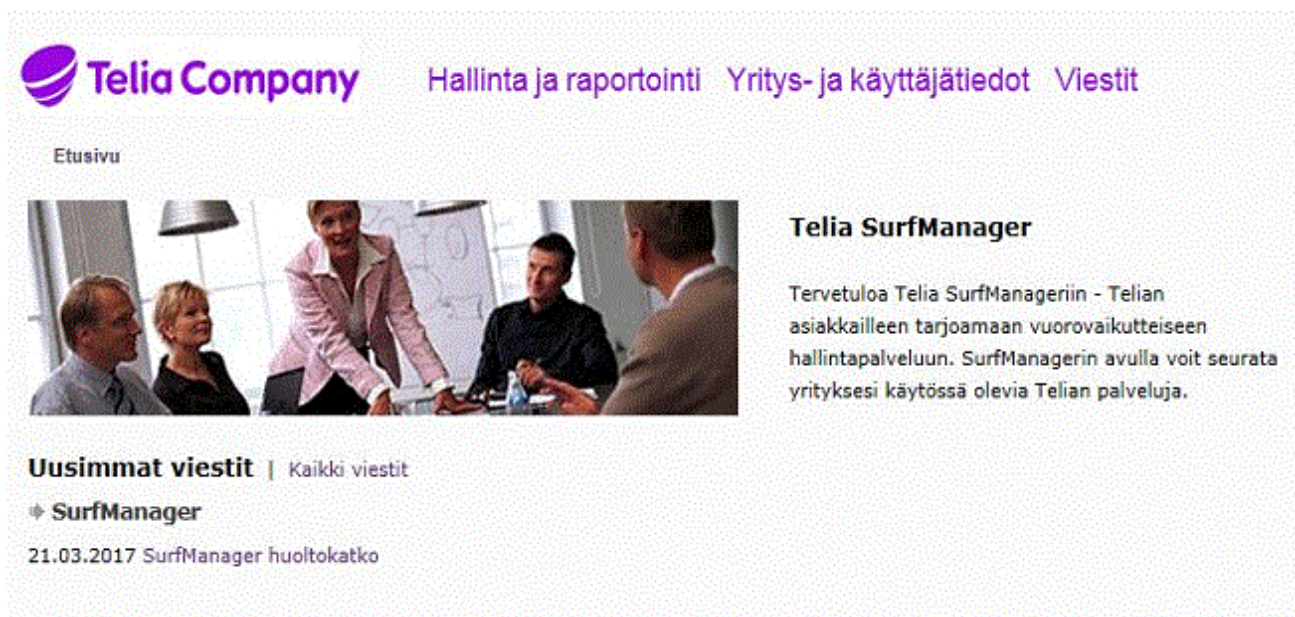 Telia Company
Hallinta ja raportointi Yritys- ja käyttäjätiedot Viestit
Etusivu
Telia SurfManager
Tervetuloa Telia SurfManageriin - Telian
asiakkailleen tarjoamaan vuorovaikutteiseen
hallintapalveluun. SurfManagerin avulla voit seurata
yrityksesi käytössä olevia Telian palveluja.
Uusimmat viestit | Kaikki viestit
SurfManager
21.03.2017 SurfManager huoltokatko